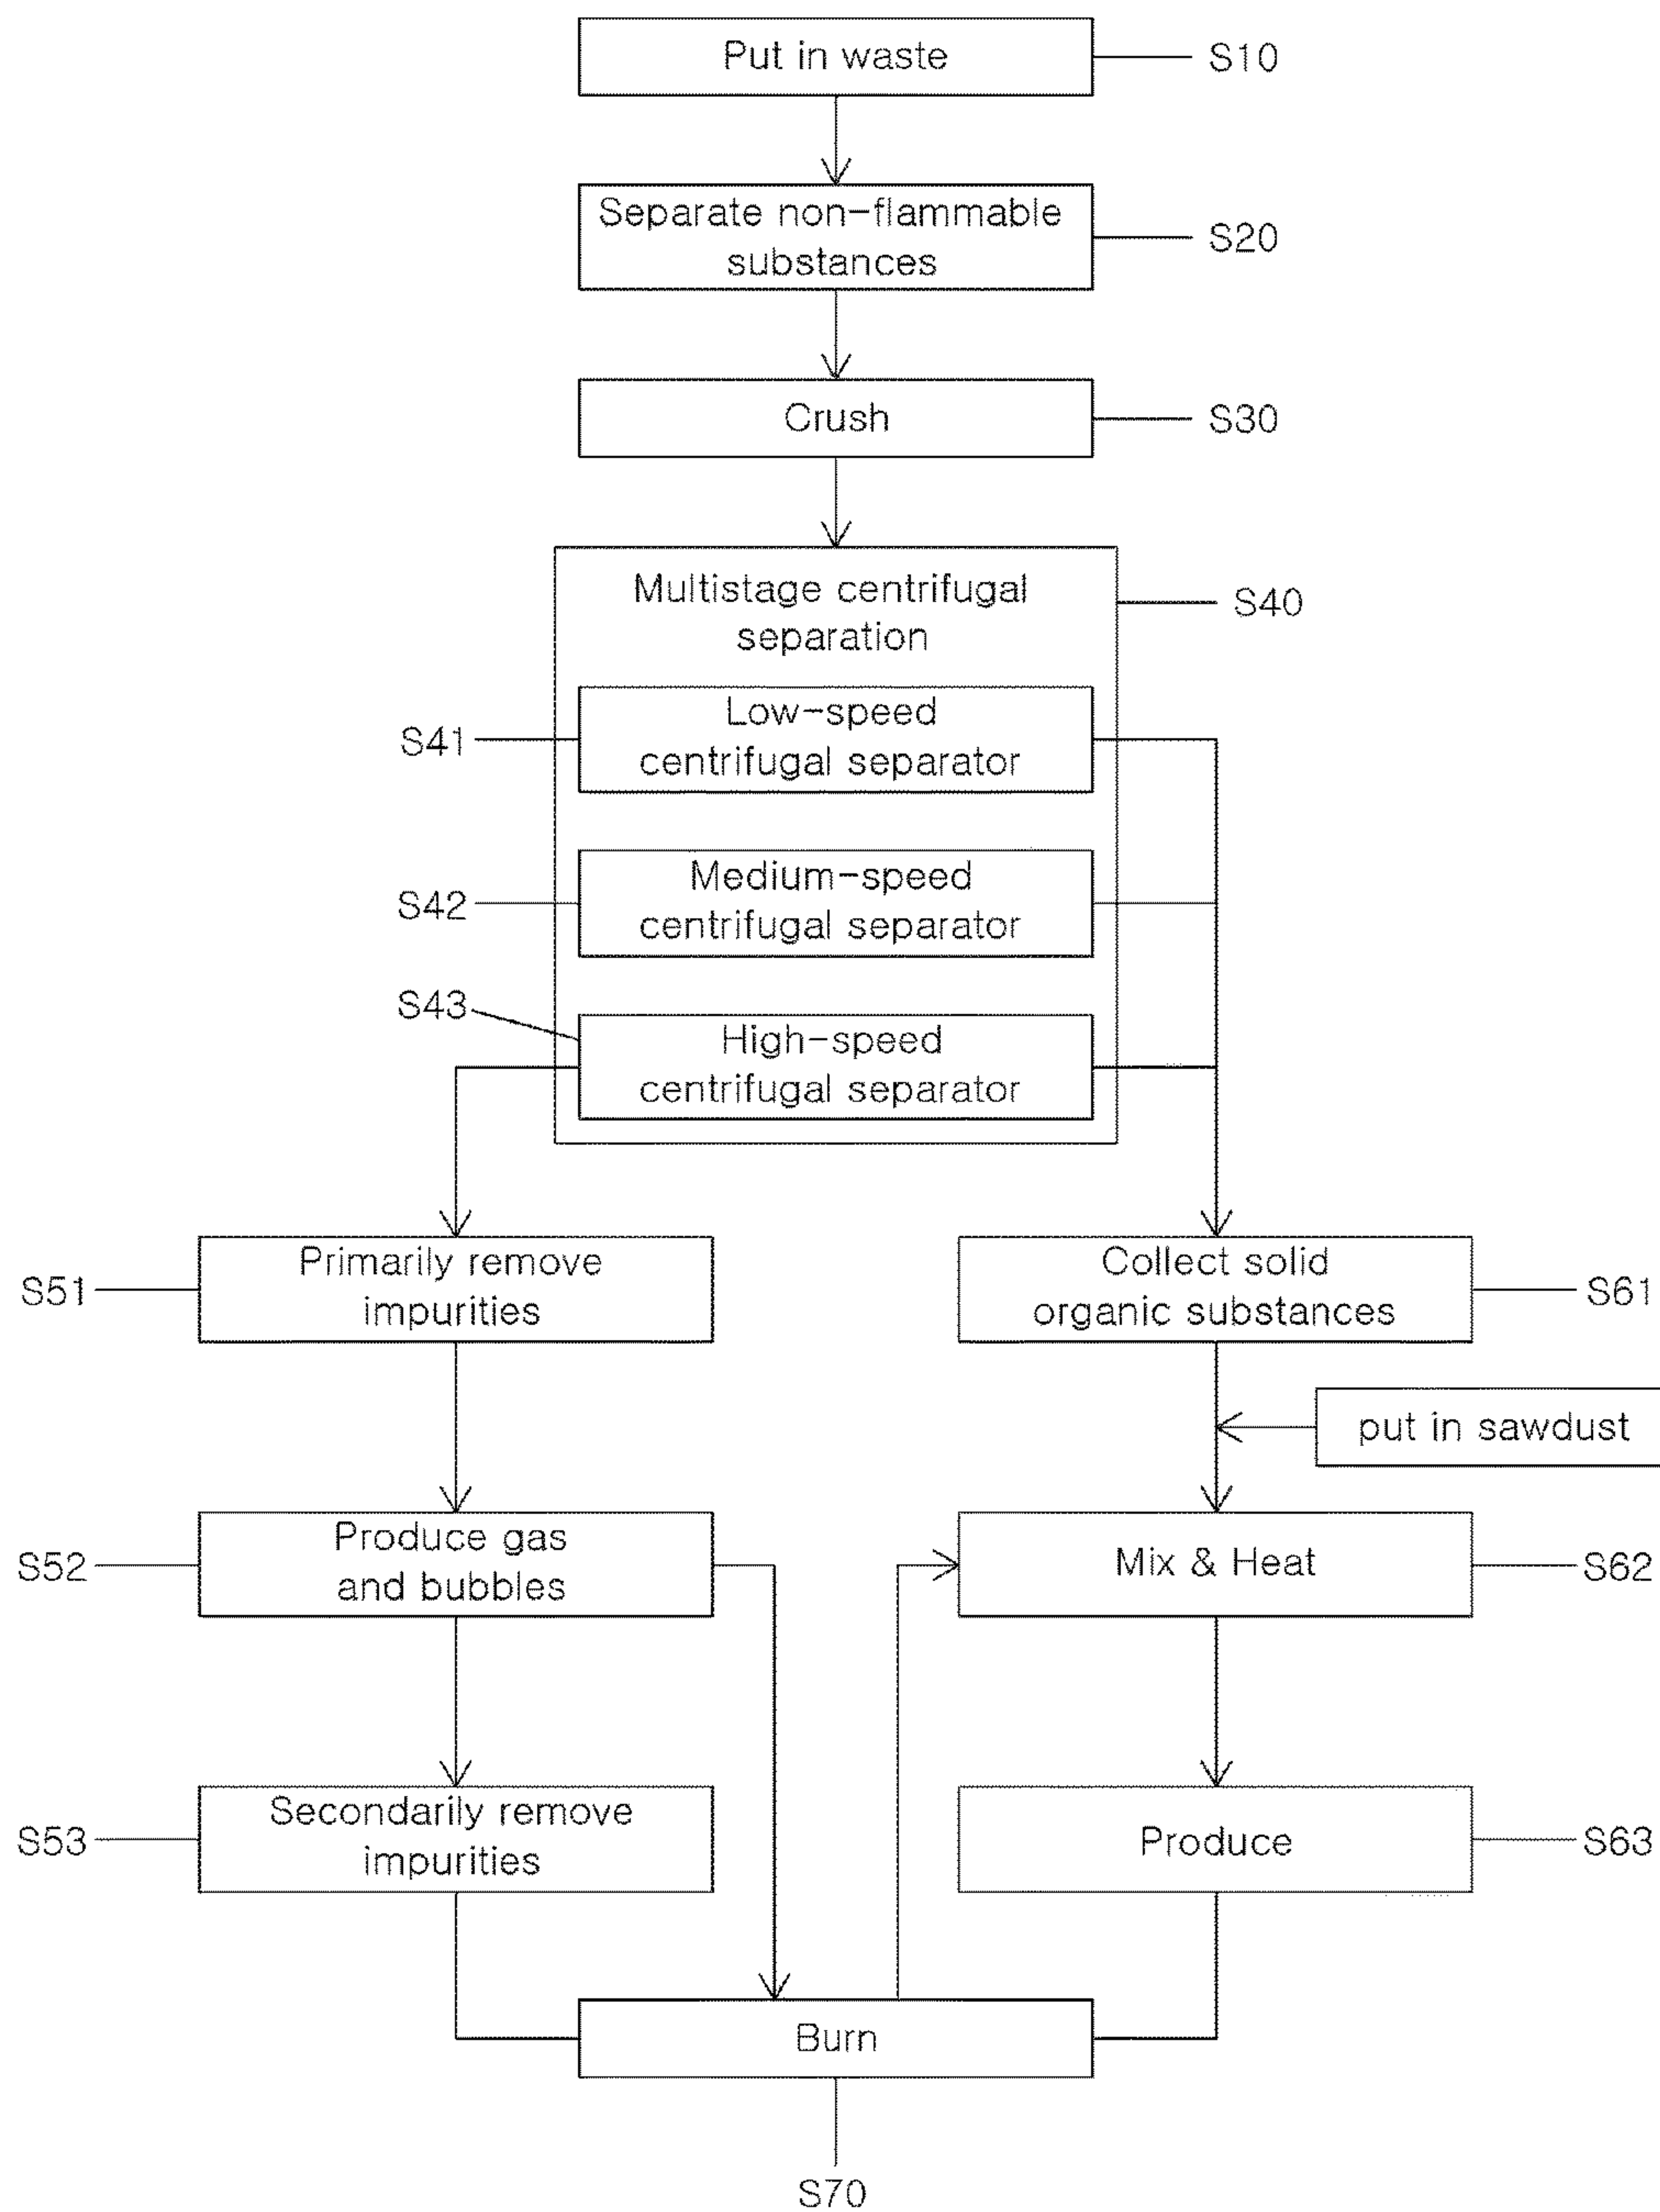 Put in waste
S10
Separate non-flammable
substances
S20
Crush
S30
Multistage centrifugal
separation
S40
Low-speed
centrifugal separator
S41
Medium-speed
centrifugal separator
S42
S43
High-speed
centrifugal separator
Primarily remove
impurities
S51
Collect solid
organic substances
S61
put in sawdust
Produce gas
and bubbles
S52
Mix & Heat
S62
Secondarily remove
impurities
S53
Produce
S63
Burn
S70